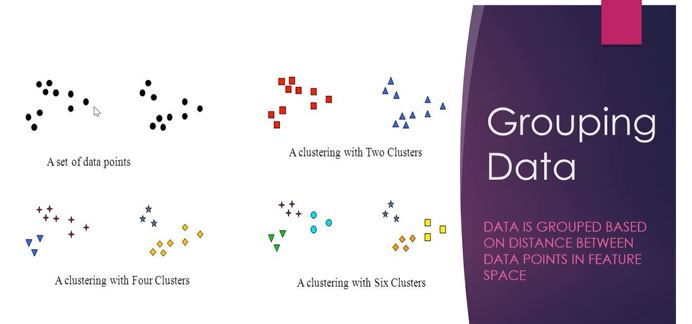 A set of data points
A clustering with Two Clusters
A clustering with Four Clusters
A clustering with Six Clusters
Grouping
Data
DATA IS GROUPED BASED
ON DISTANCE BETWEEN
DATA POINTS IN FEATURE
SPACE